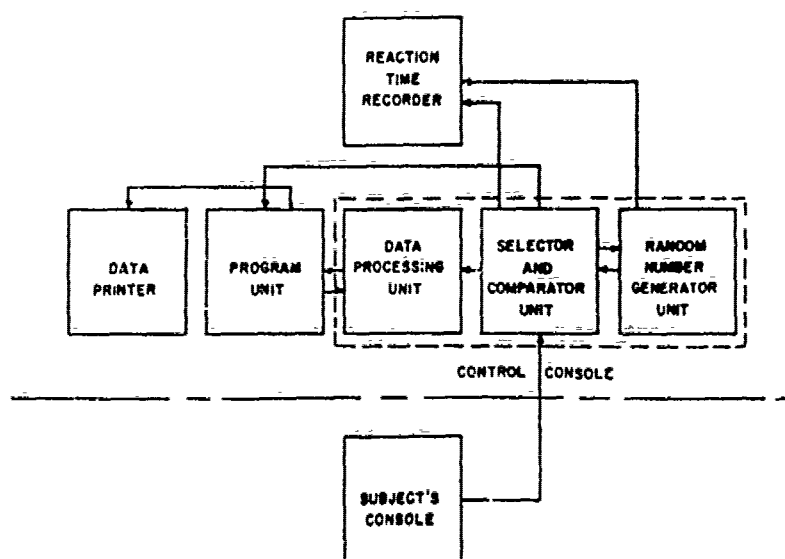 REACTION
TIME
RECORDER
DATA
PRINTER
PROGRAM
UNIT
DATA
PROCESSING
UNIT
SELECTOR
AND
COMPARATOR
UNIT
RANDOM
NUMBER
GENERATOR
UNIT
CONTROL CONSOLE
SUBJECT'S
CONSOLE